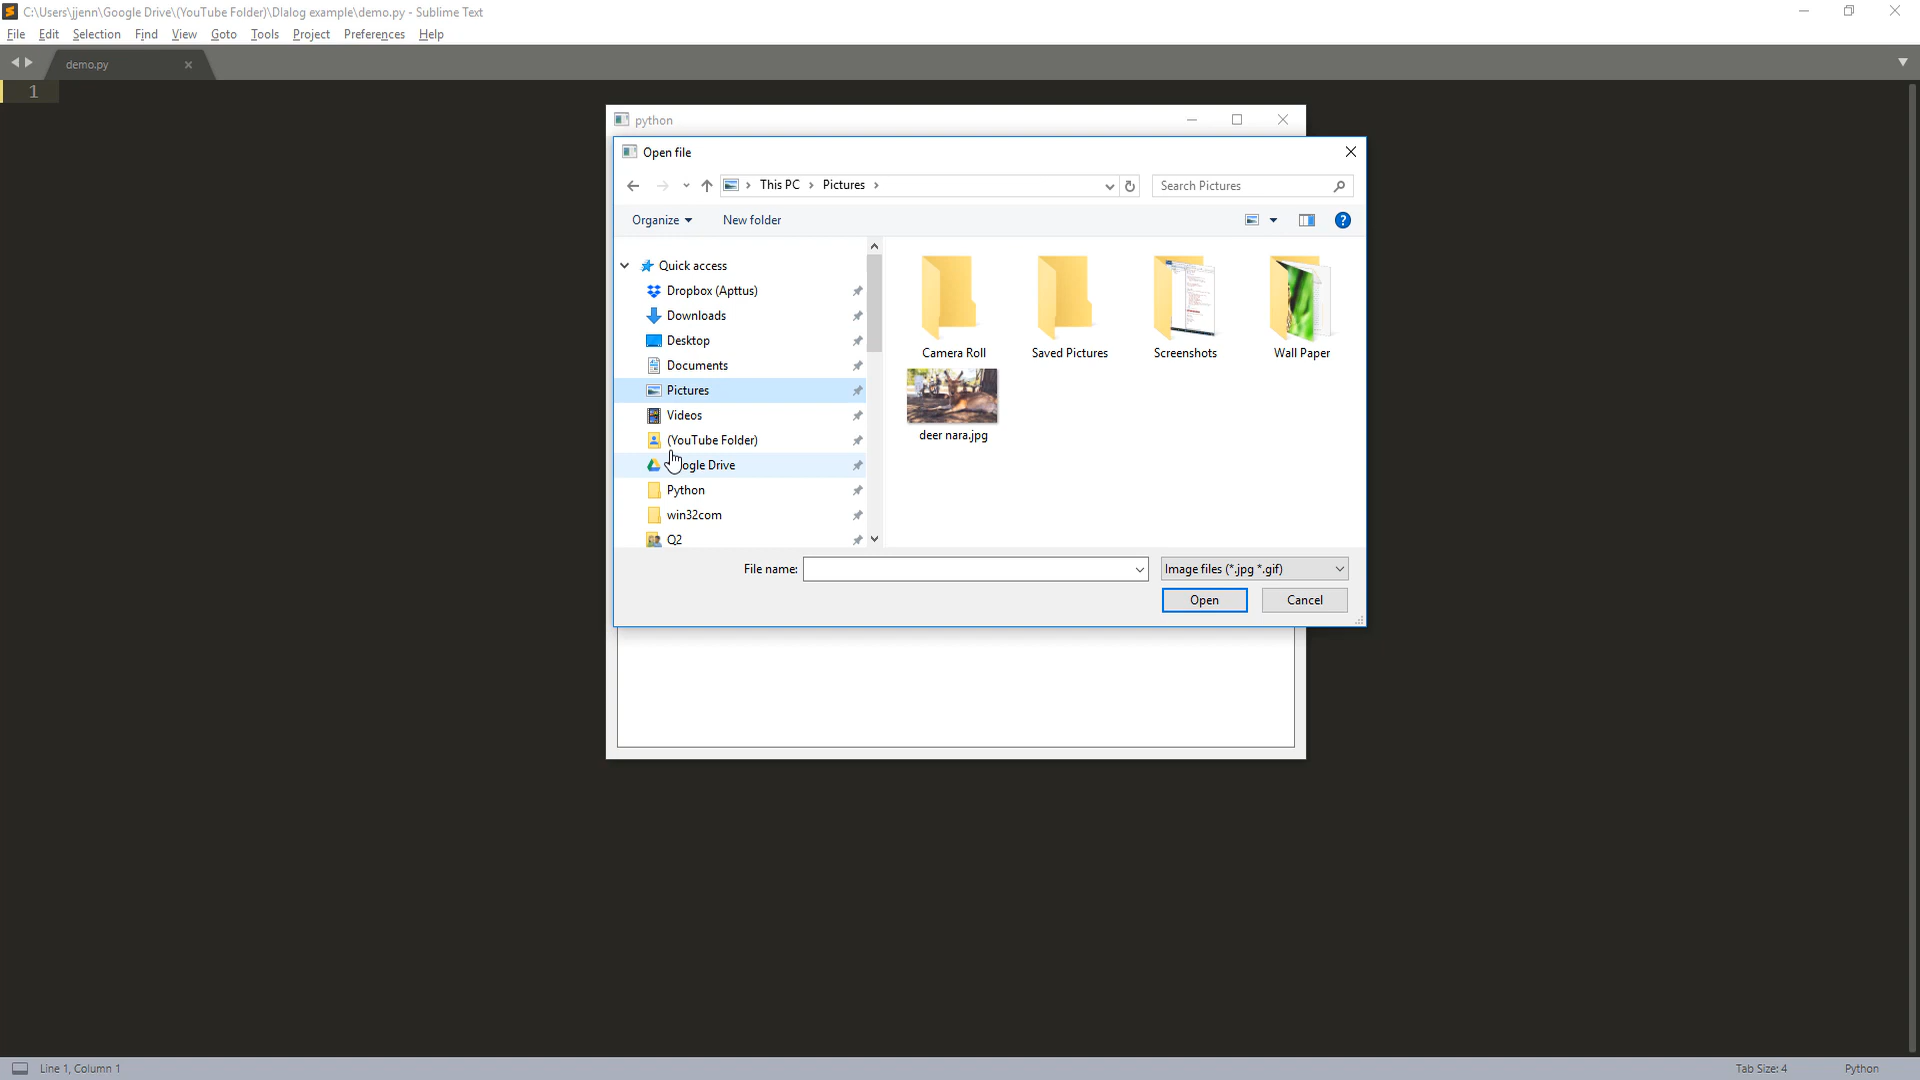 C:\Users\jjenn\Google Drive\(YouTube Folder)\DIalog example\demo.py - Sublime Text
File Edit Selection Find View Goto Tools Project Preferences Help
demo.py
1
python
Open file
This PC Pictures
Search Pictures
Organize New folder
Quick access
Dropbox (Apttus)
Downloads
Desktop
Documents
Pictures
Videos
(YouTube Folder)
ogle Drive
Python
win32com
Q2
Camera Roll Saved Pictures Screenshots Wall Paper
deer nara.jpg
File name: Image files (*.jpg *.gif)
Open Cancel
Line 1, Column 1 Tab Size: 4 Python